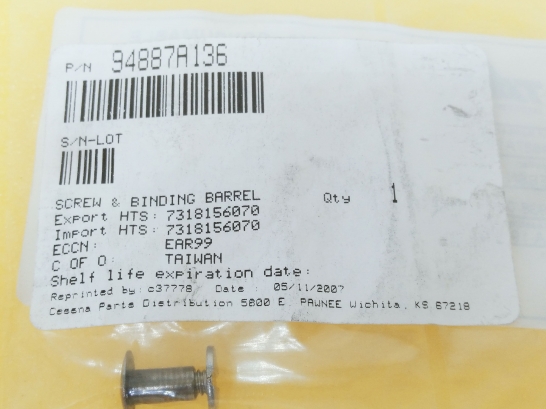 P/N 94887A136
S/N-LOT
SCREW & BINDING BARREL Qty 1
Export HTS: 7318156070
Import HTS: 7318156070
ECCN: EAR99
C OF O: TAIWAN
Shelf life expiration date:
Reprinted by: c37778 Date : 05/11/2007
Cessna Parts Distribution 5800 E. PAWNEE Wichita, KS 67218